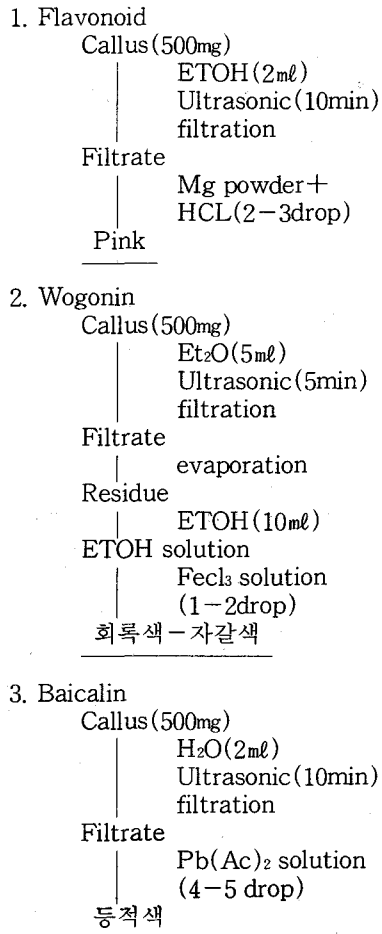 1. Flavonoid
Callus(500mg)
ETOH(2㎖)
Ultrasonic(10min)
filtration
Filtrate
Mg powder+
HCL(2-3drop)
Pink
2. Wogonin
Callus(500mg)
Et₂O(5㎖)
Ultrasonic(5min)
filtration
Filtrate
evaporation
Residue
ETOH(10㎖)
ETOH solution
Fecl₃ solution
(1-2drop)
회록색-자갈색
3. Baicalin
Callus(500mg)
H₂O(2㎖)
Ultrasonic(10min)
filtration
Filtrate
Pb(Ac)₂ solution
(4-5 drop)
등적색